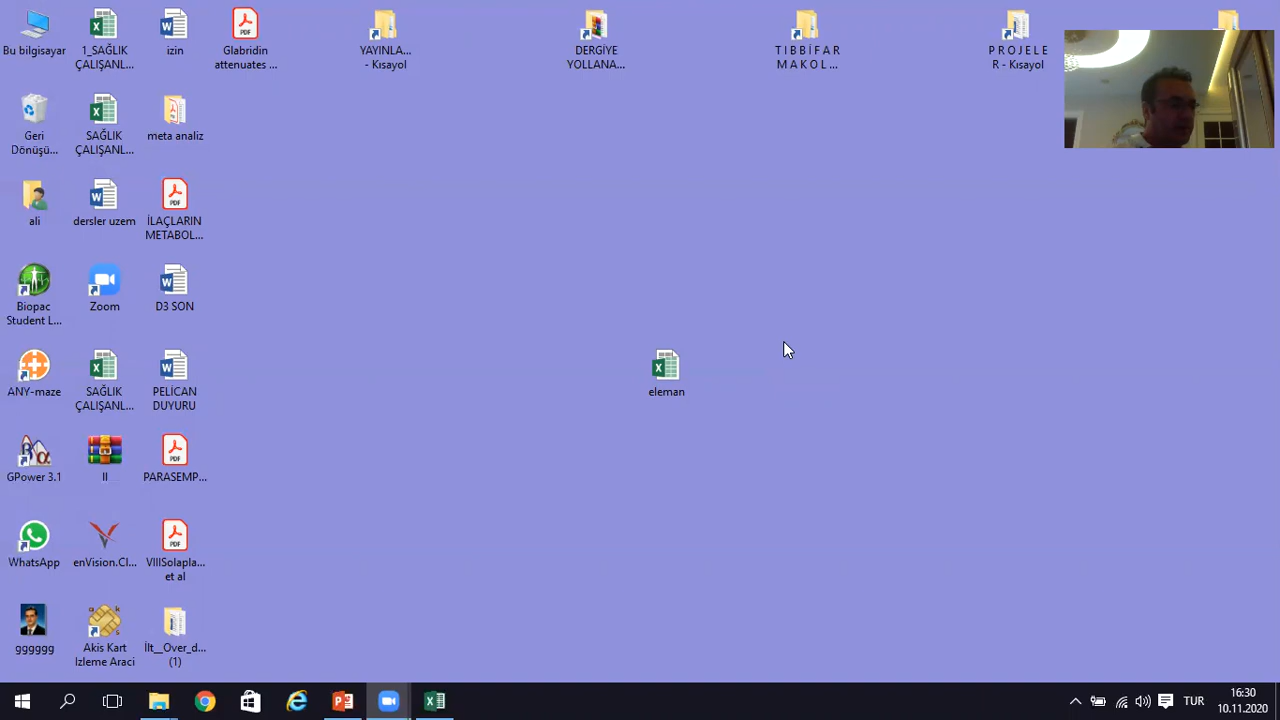 Bu bilgisayar
1_SAĞLIK
ÇALIŞANL...
izin
Glabridin
attenuates ...
YAYINLA...
- Kısayol
DERGİYE
YOLLANA...
T I B B İ F A R
M A K O L ...
P R O J E L E
R - Kısayol
Geri
Dönüşü...
SAĞLIK
ÇALIŞANL...
meta analiz
ali
dersler uzem
İLAÇLARIN
METABOL...
Biopac
Student L...
Zoom
D3 SON
ANY-maze
SAĞLIK
ÇALIŞANL...
PELİCAN
DUYURU
eleman
GPower 3.1
II
PARASEMP...
WhatsApp
enVision.Cl...
VIIISolapla...
et al
gggggg
Akis Kart
Izleme Araci
İlt__Over_d...
(1)
TUR
16:30
10.11.2020